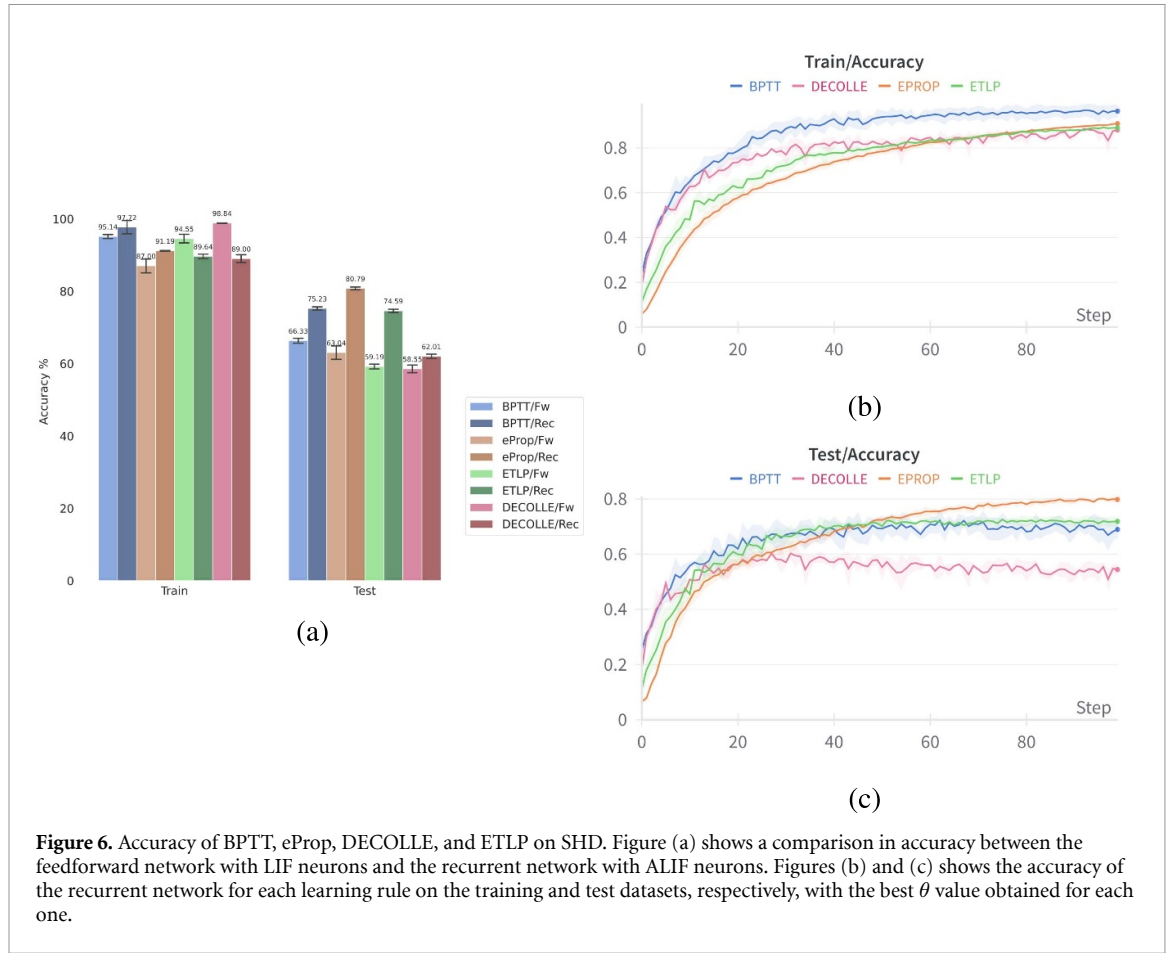 Train/Accuracy
BPTT DECOLLE EPROP ETLP
0.8
0.6
0.4
0.2
0
Step
0 20 40 60 80
(b)
Accuracy %
100
80
60
40
20
0
95.14
97.72
87.00
91.19
94.55
89.64
98.84
89.00
66.33
75.23
63.04
80.79
59.19
74.59
58.55
62.01
Train Test
BPTT/Fw
BPTT/Rec
eProp/Fw
eProp/Rec
ETLP/Fw
ETLP/Rec
DECOLLE/Fw
DECOLLE/Rec
(a)
Test/Accuracy
BPTT DECOLLE EPROP ETLP
0.8
0.6
0.4
0.2
0
Step
0 20 40 60 80
(c)
Figure 6. Accuracy of BPTT, eProp, DECOLLE, and ETLP on SHD. Figure (a) shows a comparison in accuracy between the
feedforward network with LIF neurons and the recurrent network with ALIF neurons. Figures (b) and (c) shows the accuracy of
the recurrent network for each learning rule on the training and test datasets, respectively, with the best θ value obtained for each
one.